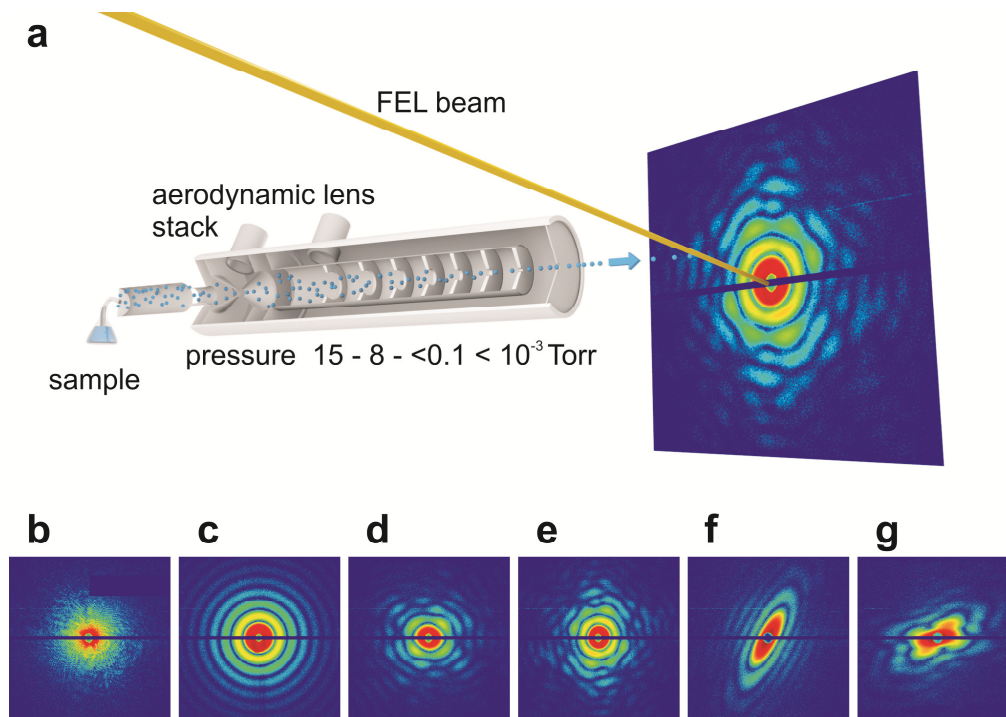 a
FEL beam
aerodynamic lens
stack
pressure 15 - 8 - <0.1 < 10⁻³ Torr
sample
b c d e f g